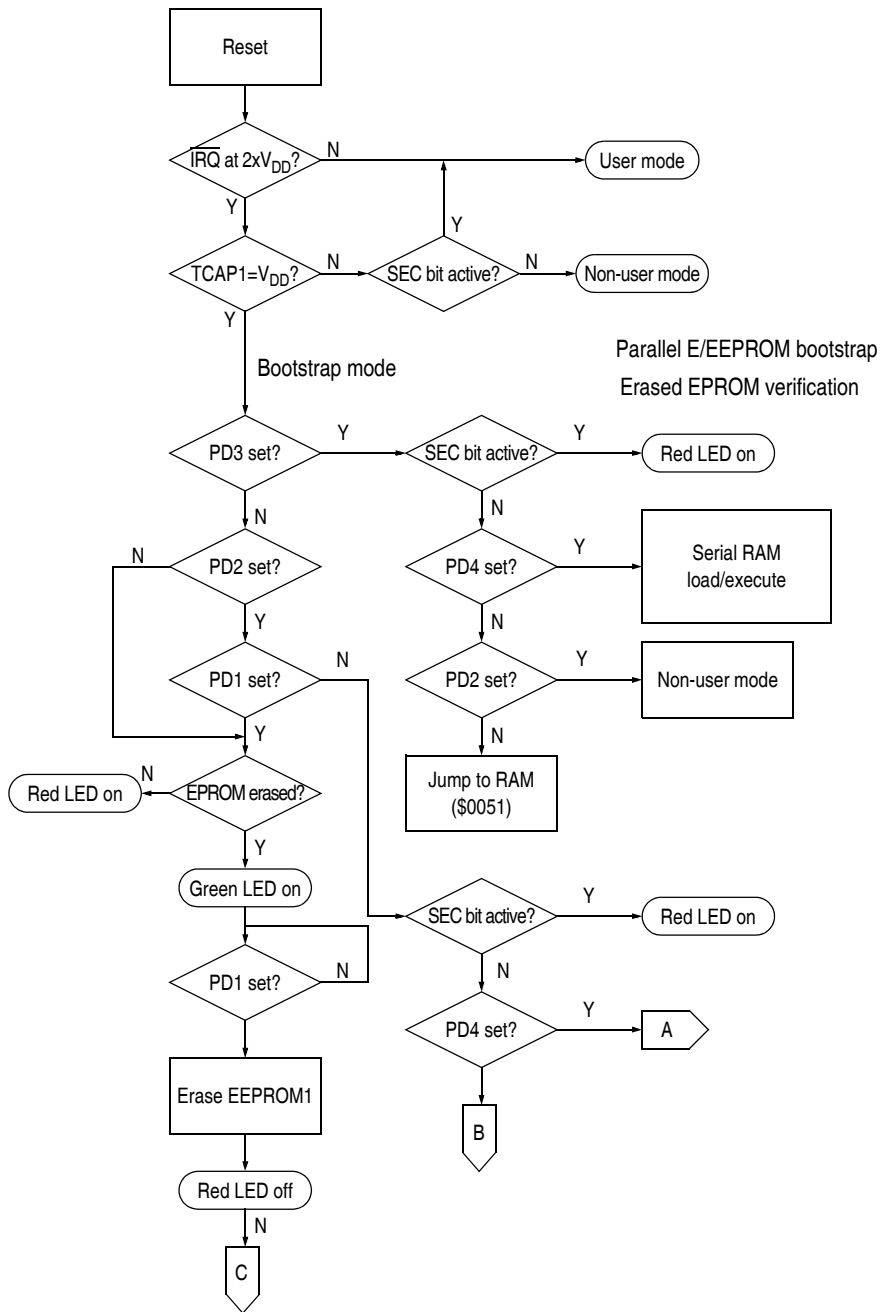 Reset
IRQ at 2xVDD?
N
User mode
Y
Y
TCAP1=VDD?
N
SEC bit active?
N
Non-user mode
Y
Bootstrap mode
Parallel E/EEPROM bootstrap
Erased EPROM verification
PD3 set?
Y
SEC bit active?
Y
Red LED on
N
N
N
PD2 set?
PD4 set?
Y
Serial RAM
load/execute
Y
N
PD1 set?
N
PD2 set?
Y
Non-user mode
Y
N
Red LED on
N
EPROM erased?
Jump to RAM
($0051)
Y
Green LED on
SEC bit active?
Y
Red LED on
PD1 set?
N
N
PD4 set?
Y
A
Erase EEPROM1
B
Red LED off
N
C